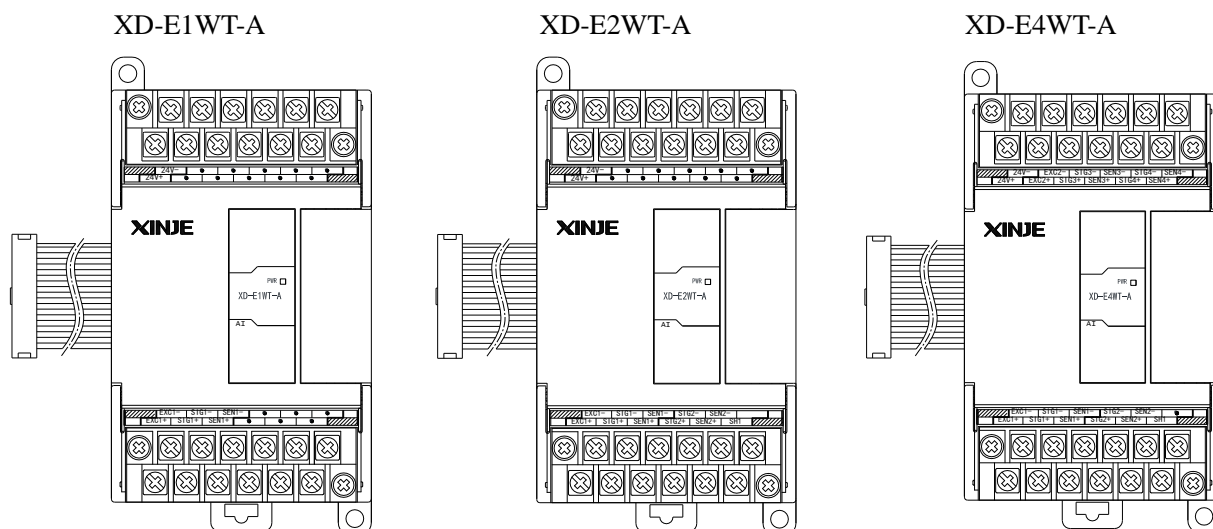 XD-E1WT-A
XD-E2WT-A
XD-E4WT-A
24V-
24V+
XINJE
PWR
XD-E1WT-A
AI
EXC1- STG1- SEN1-
EXC1+ STG1+ SEN1+
24V-
24V+
XINJE
PWR
XD-E2WT-A
AI
EXC1- STG1- SEN1- STG2- SEN2-
EXC1+ STG1+ SEN1+ STG2+ SEN2+ SH1
24V- EXC2- STG3- SEN3- STG4- SEN4-
24V+ EXC2+ STG3+ SEN3+ STG4+ SEN4+
XINJE
PWR
XD-E4WT-A
AI
EXC1- STG1- SEN1- STG2- SEN2-
EXC1+ STG1+ SEN1+ STG2+ SEN2+ SH1